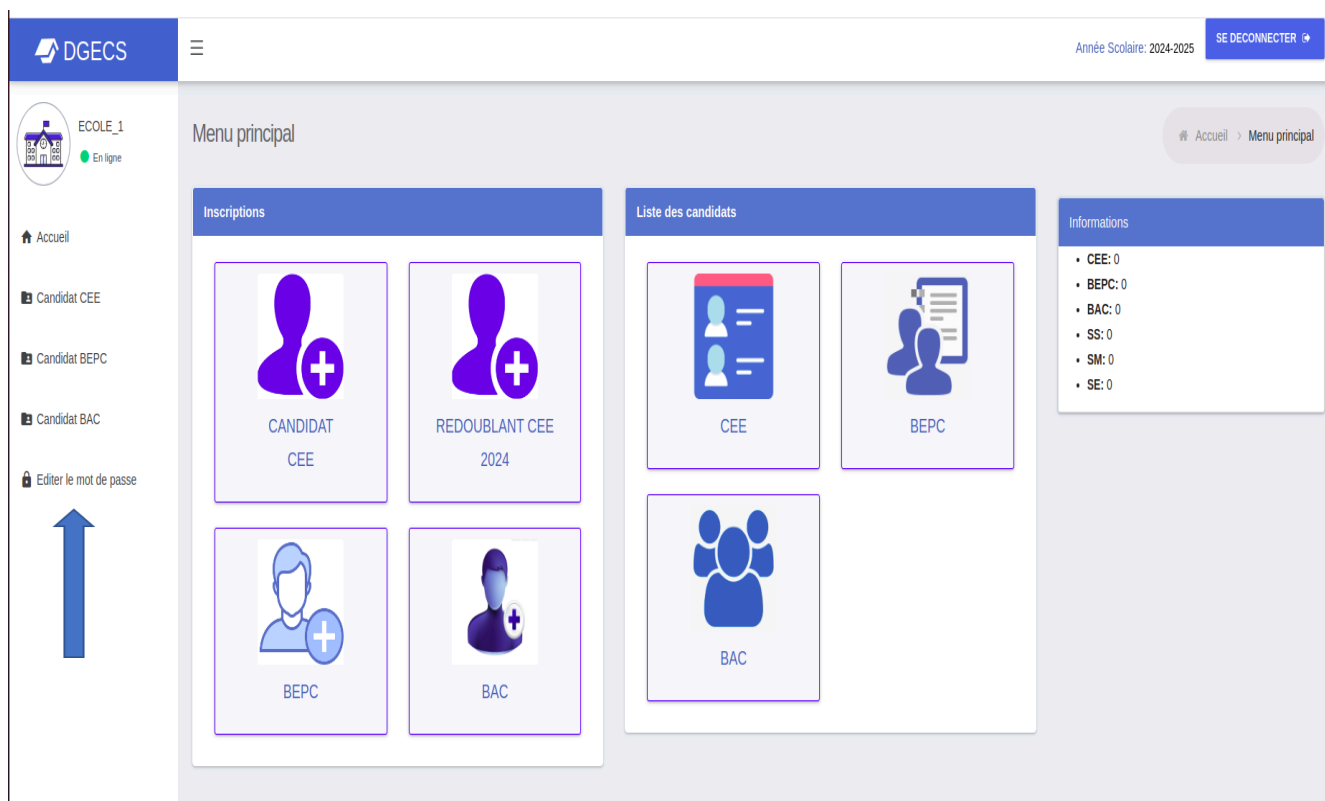 DGECS
Année Scolaire: 2024-2025
SE DECONNECTER
ECOLE_1
En ligne
Accueil
Candidat CEE
Candidat BEPC
Candidat BAC
Editer le mot de passe
Menu principal
Accueil > Menu principal
Inscriptions
CANDIDAT
CEE
REDOUBLANT CEE
2024
BEPC
BAC
Liste des candidats
CEE
BEPC
BAC
Informations
• CEE: 0
• BEPC: 0
• BAC: 0
• SS: 0
• SM: 0
• SE: 0